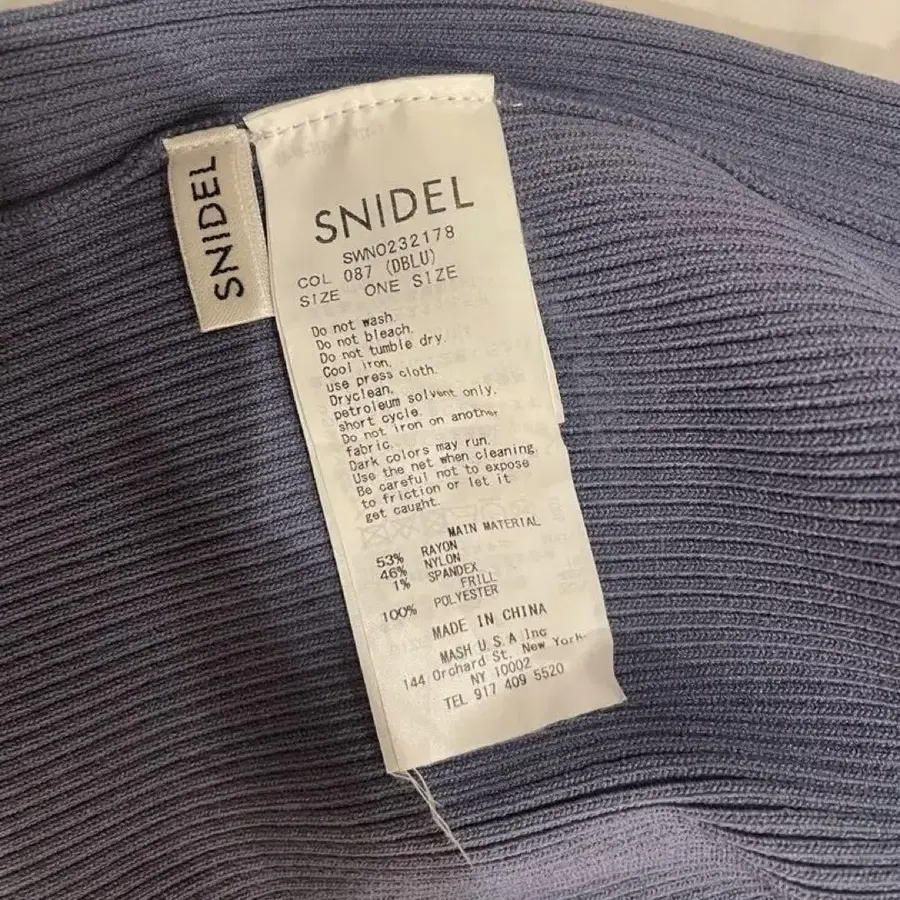 SNIDEL
SNIDEL
SWNO232178
COL 087 (DBLU)
SIZE ONE SIZE
Do not wash.
Do not bleach.
Do not tumble dry.
Cool iron.
use press cloth.
Dryclean.
petroleum solvent only.
short cycle.
Do not iron on another
fabric.
Dark colors may run.
Use the net when cleaning.
Be careful not to expose
to friction or let it
get caught.
MAIN MATERIAL
53% RAYON
46% NYLON
1% SPANDEX
FRILL
100% POLYESTER
MADE IN CHINA
MASH U.S.A Inc
144 Orchard St. New York.
NY 10002
TEL 917 409 5520